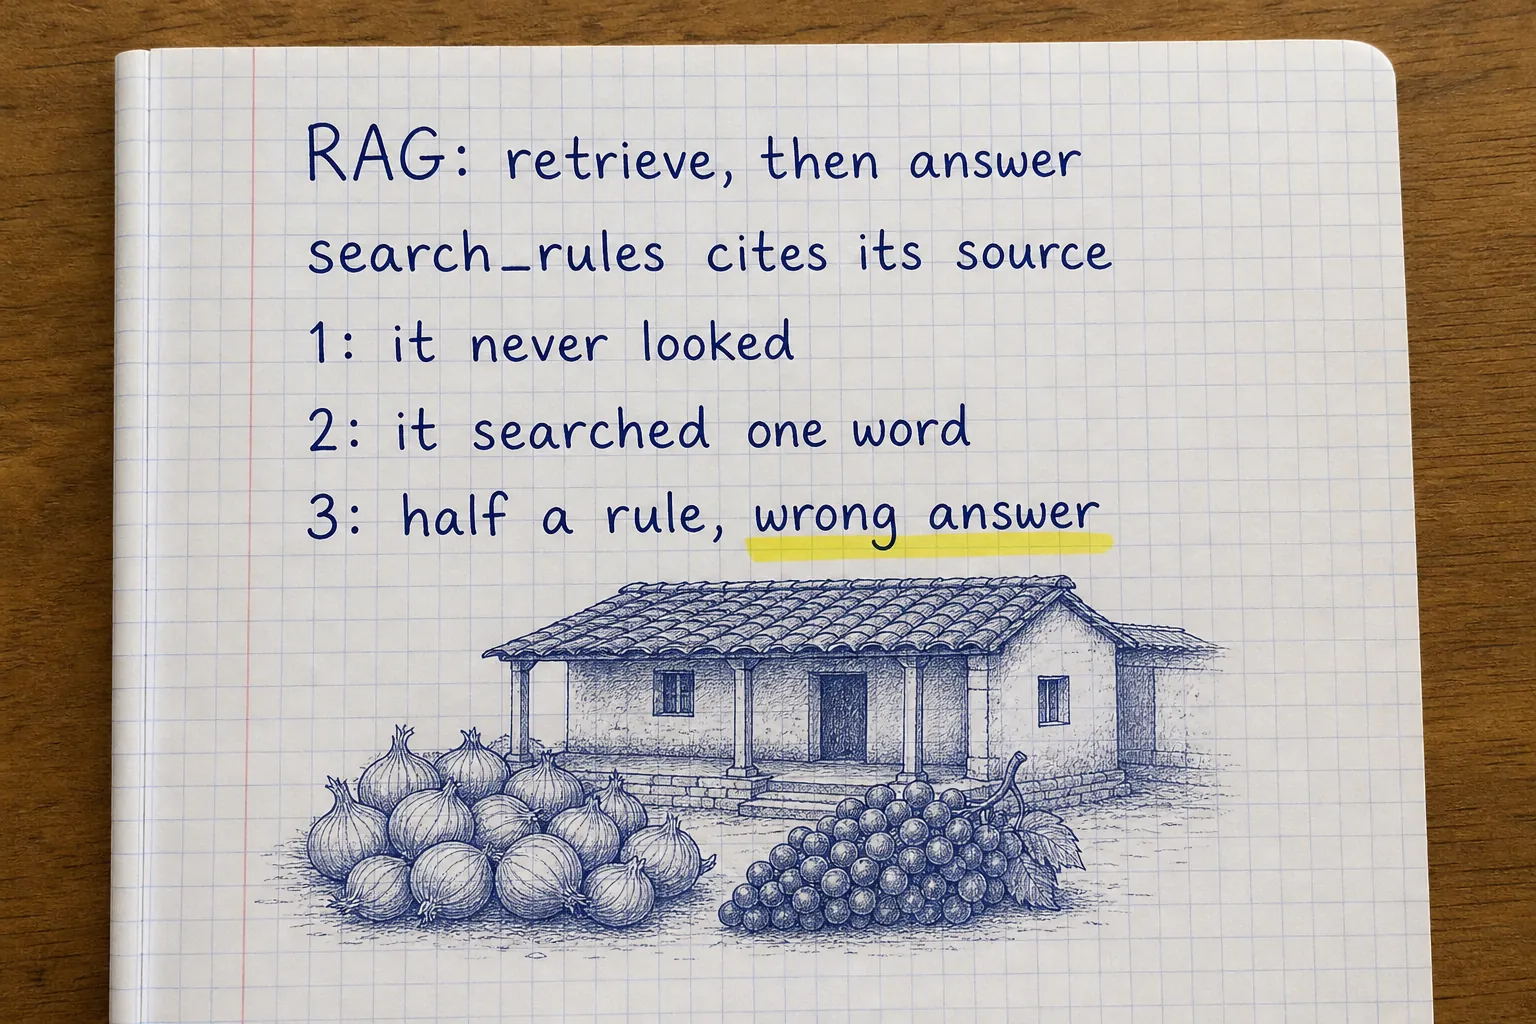 RAG: retrieve, then answer
search_rules cites its source
1: it never looked
2: it searched one word
3: half a rule, wrong answer